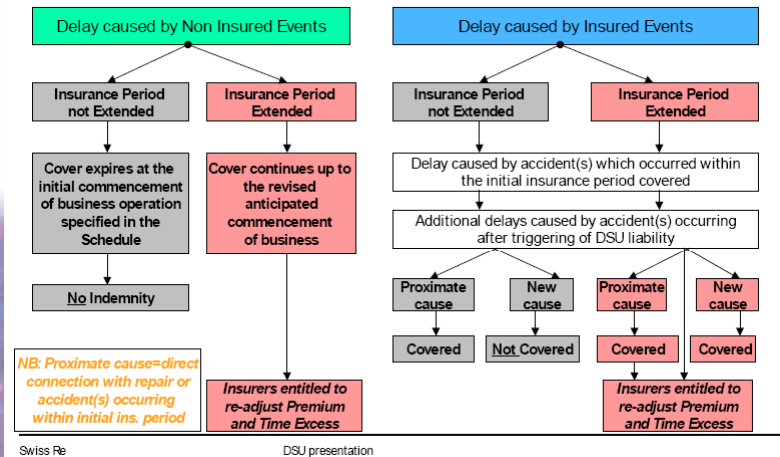 Delay caused by Non Insured Events
Insurance Period
not Extended
Insurance Period
Extended
Cover expires at the
initial commencement
of business operation
specified in the
Schedule
Cover continues up to
the revised
anticipated
commencement
of business
No Indemnity
NB: Proximate cause=direct
connection with repair or
accident(s) occurring
within initial ins. period
Insurers entitled to
re-adjust Premium
and Time Excess
Delay caused by Insured Events
Insurance Period
not Extended
Insurance Period
Extended
Delay caused by accident(s) which occurred within
the initial insurance period covered
Additional delays caused by accident(s) occurring
after triggering of DSU liability
Proximate
cause
New
cause
Proximate
cause
New
cause
Covered
Not Covered
Covered
Covered
Insurers entitled to
re-adjust Premium
and Time Excess
Swiss Re
DSU presentation